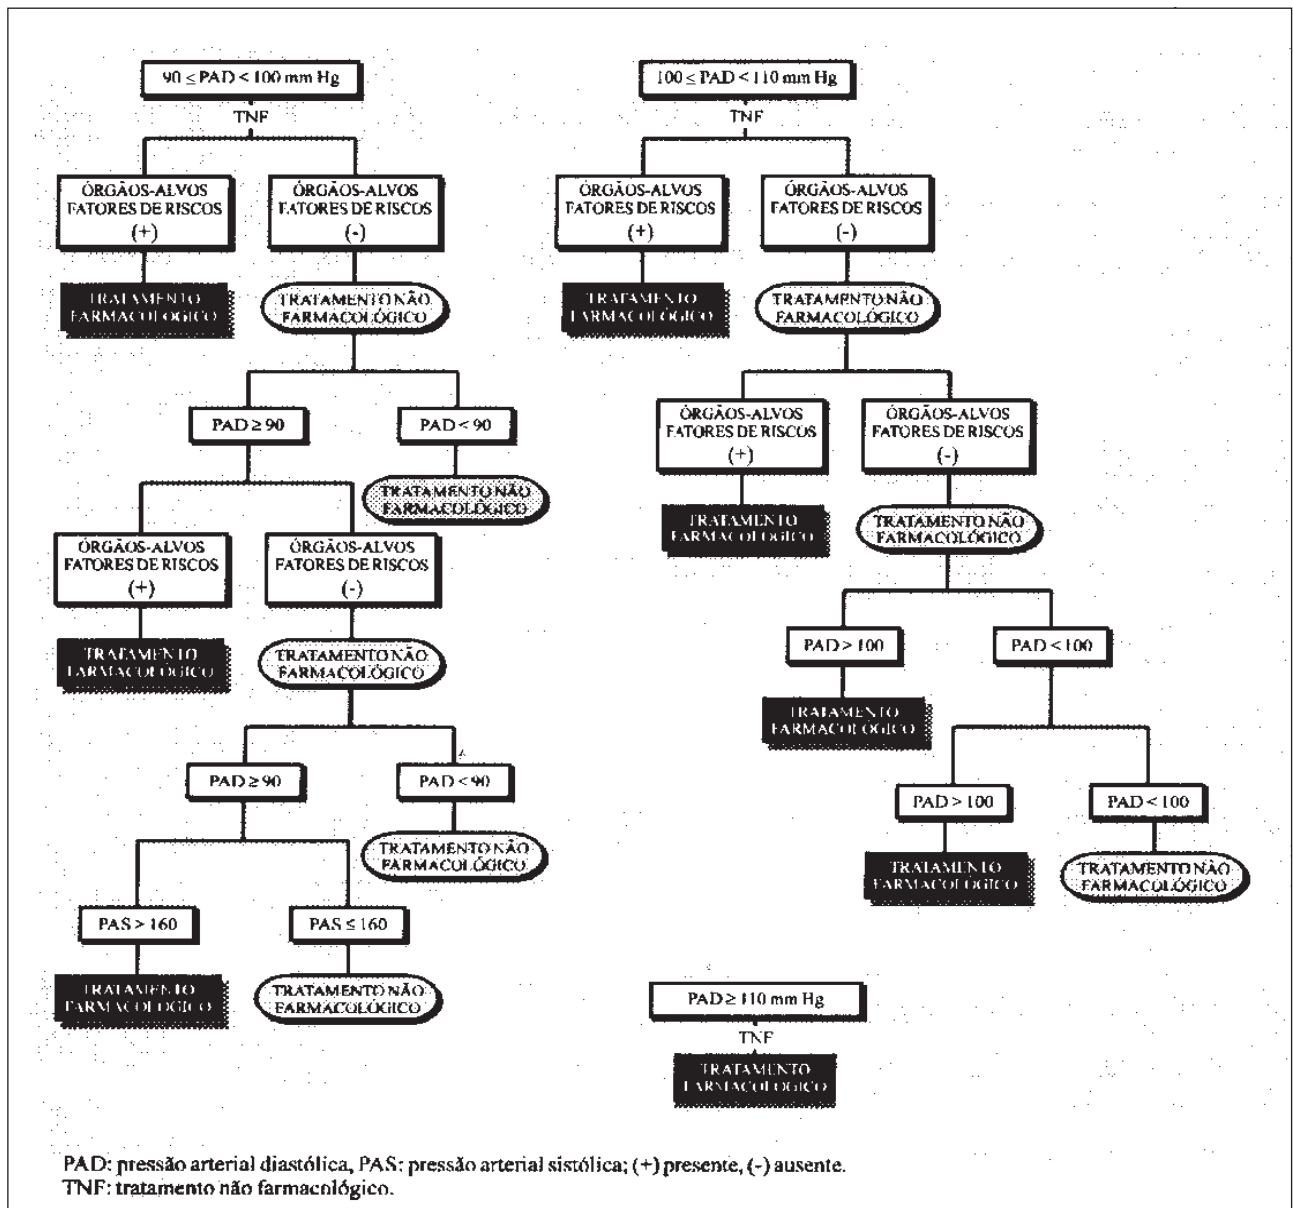 90 ≤ PAD < 100 mm Hg
TNF
ÓRGÃOS-ALVOS
FATORES DE RISCOS
(+)
ÓRGÃOS-ALVOS
FATORES DE RISCOS
(-)
TRATAMENTO
FARMACOLOGICO
TRATAMENTO NÃO
FARMACOLÓGICO
PAD ≥ 90
PAD < 90
TRATAMENTO NÃO
FARMACOLÓGICO
ÓRGÃOS-ALVOS
FATORES DE RISCOS
(+)
ÓRGÃOS-ALVOS
FATORES DE RISCOS
(-)
TRATAMENTO
FARMACOLÓGICO
TRATAMENTO NÃO
FARMACOLÓGICO
PAD ≥ 90
PAD < 90
TRATAMENTO NÃO
FARMACOLÓGICO
PAS > 160
PAS ≤ 160
TRATAMENTO
FARMACOLOGICO
TRATAMENTO NÃO
FARMACOLÓGICO
100 ≤ PAD < 110 mm Hg
TNF
ÓRGÃOS-ALVOS
FATORES DE RISCOS
(+)
ÓRGÃOS-ALVOS
FATORES DE RISCOS
(-)
TRATAMENTO
FARMACOLÓGICO
TRATAMENTO NÃO
FARMACOLÓGICO
ÓRGÃOS-ALVOS
FATORES DE RISCOS
(+)
ÓRGÃOS-ALVOS
FATORES DE RISCOS
(-)
TRATAMENTO
FARMACOLÓGICO
TRATAMENTO NÃO
FARMACOLÓGICO
PAD > 100
PAD < 100
TRATAMENTO
FARMACOLÓGICO
PAD > 100
PAD < 100
TRATAMENTO
FARMACOLÓGICO
TRATAMENTO NÃO
FARMACOLÓGICO
PAD ≥ 110 mm Hg
TNF
TRATAMENTO
FARMACOLOGICO
PAD: pressão arterial diastólica, PAS: pressão arterial sistólica; (+) presente, (-) ausente.
TNF: tratamento não farmacológico.